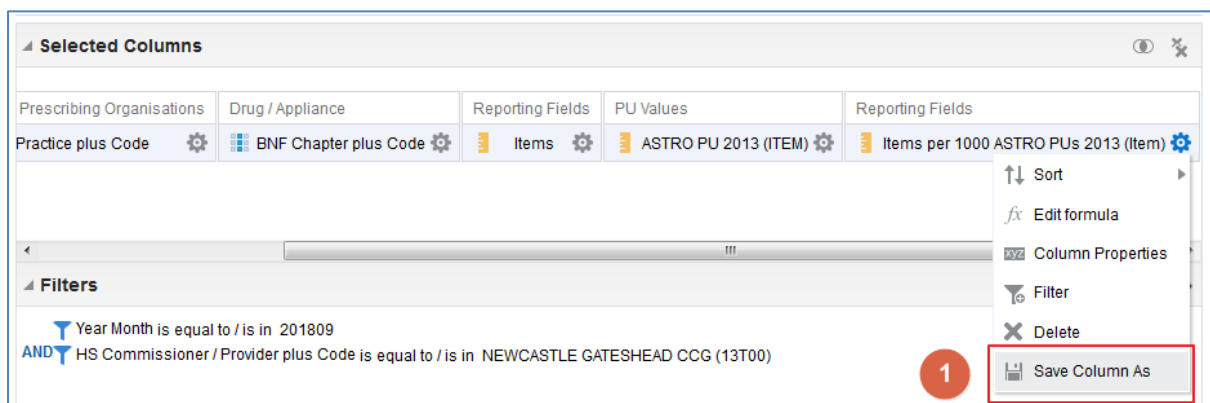 Selected Columns
Prescribing Organisations Drug / Appliance Reporting Fields PU Values Reporting Fields
Practice plus Code BNF Chapter plus Code Items ASTRO PU 2013 (ITEM) Items per 1000 ASTRO PUs 2013 (Item)
Sort
fx Edit formula
xyz Column Properties
Filter
Delete
1 Save Column As
Filters
Year Month is equal to / is in 201809
AND HS Commissioner / Provider plus Code is equal to / is in NEWCASTLE GATESHEAD CCG (13T00)